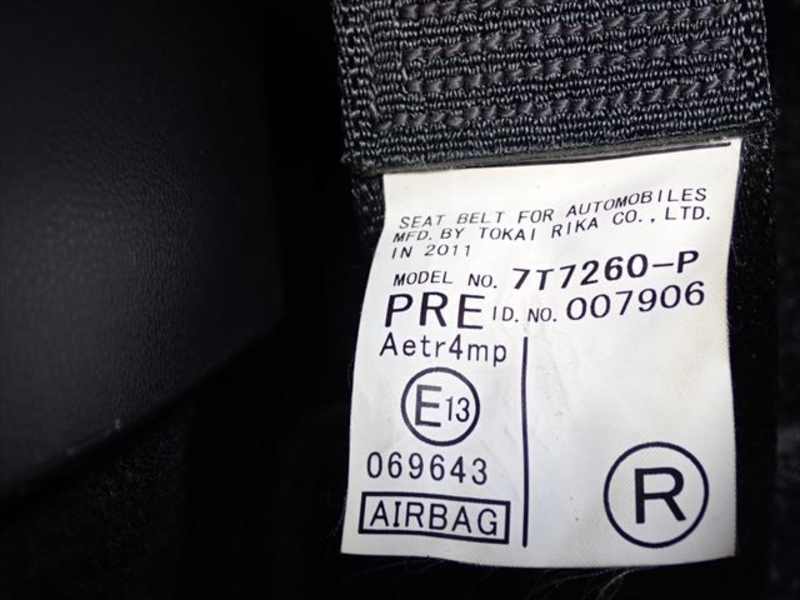 SEAT BELT FOR AUTOMOBILES
MFD. BY TOKAI RIKA CO., LTD.
IN 2011
MODEL NO. 7T7260-P
PRE ID. NO. 007906
Aetr4mp
E13
069643
AIRBAG
R